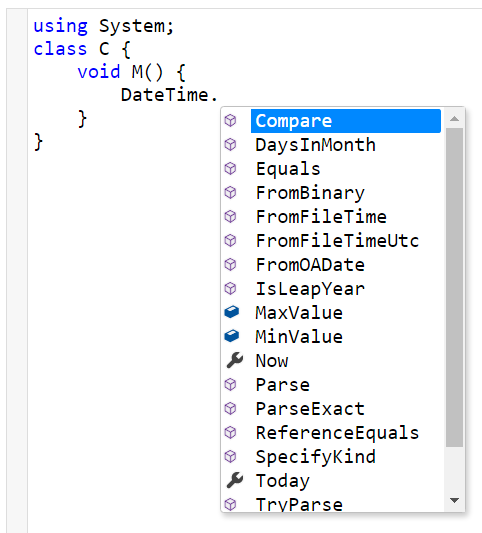 using System;
class C {
    void M() {
        DateTime.
    }
}
Compare
DaysInMonth
Equals
FromBinary
FromFileTime
FromFileTimeUtc
FromOADate
IsLeapYear
MaxValue
MinValue
Now
Parse
ParseExact
ReferenceEquals
SpecifyKind
Today
TryParse